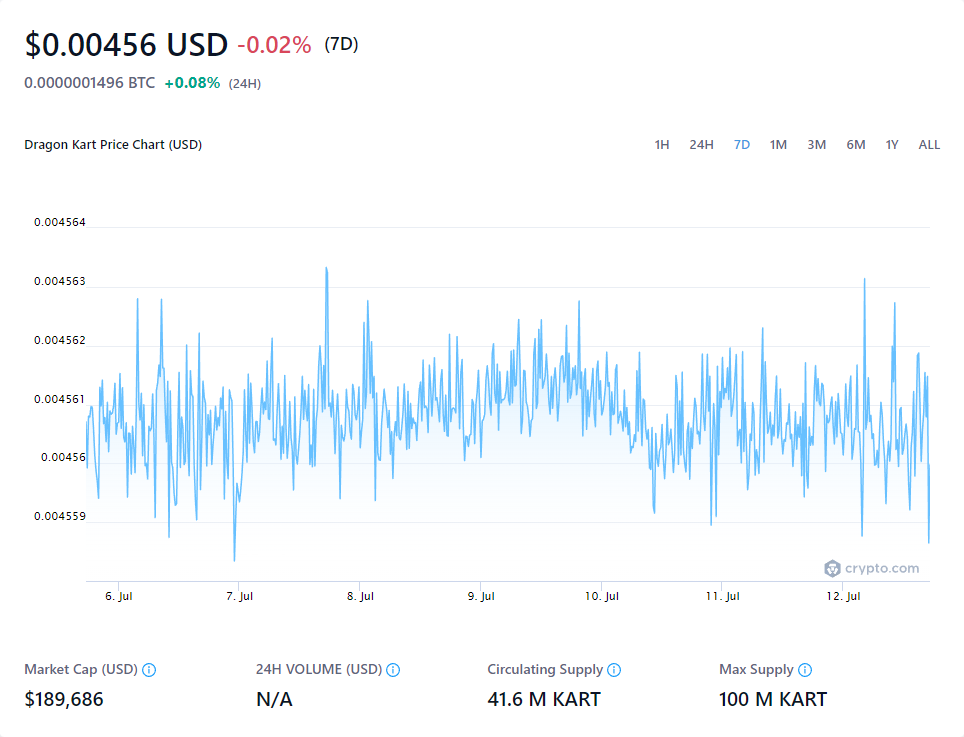 $0.00456 USD -0.02% (7D)
0.0000001496 BTC +0.08% (24H)
Dragon Kart Price Chart (USD) 1H 24H 7D 1M 3M 6M 1Y ALL
0.004564
0.004563
0.004562
0.004561
0.00456
0.004559
crypto.com
6. Jul 7. Jul 8. Jul 9. Jul 10. Jul 11. Jul 12. Jul
Market Cap (USD) 24H VOLUME (USD) Circulating Supply Max Supply
$189,686 N/A 41.6 M KART 100 M KART